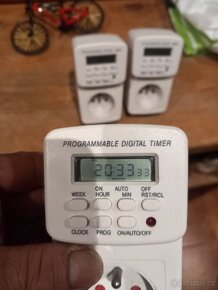 PROGRAMMABLE DIGITAL TIMER
20:33 33
ON AUTO OFF
WEEK HOUR MIN RST/RCL
CLOCK PROG ON/AUTO/OFF